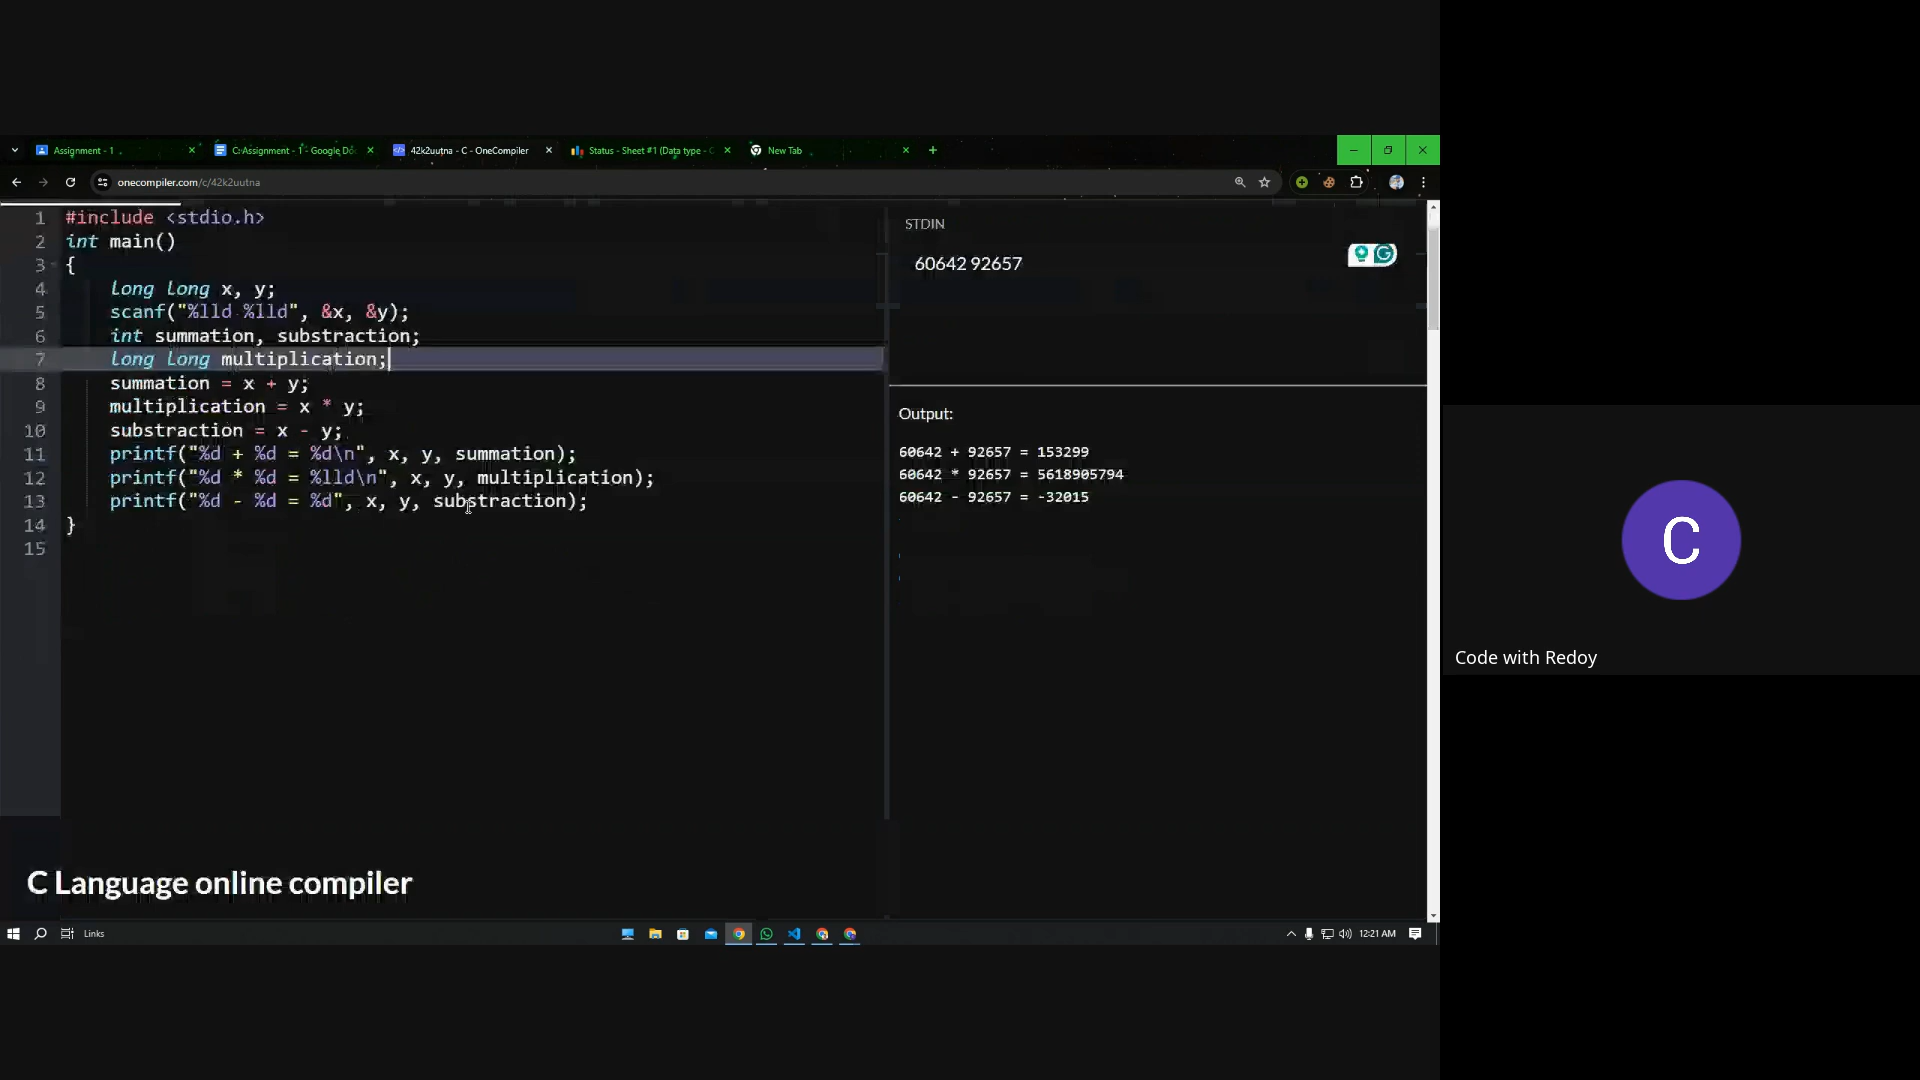 Assignment - 1
C Assignment - 1 - Google Do
42k2uutna - C - OneCompiler
Status - Sheet #1 (Data type - C
New Tab
onecompiler.com/c/42k2uutna
1 #include <stdio.h>
2 int main()
3 {
4 long long x, y;
5 scanf("%lld %lld", &x, &y);
6 int summation, substraction;
7 long long multiplication;
8 summation = x + y;
9 multiplication = x * y;
10 substraction = x - y;
11 printf("%d + %d = %d\n", x, y, summation);
12 printf("%d * %d = %lld\n", x, y, multiplication);
13 printf("%d - %d = %d", x, y, substraction);
14 }
15
STDIN
60642 92657
Output:
60642 + 92657 = 153299
60642 * 92657 = 5618905794
60642 - 92657 = -32015
C Language online compiler
Links
12:21 AM
C
Code with Redoy